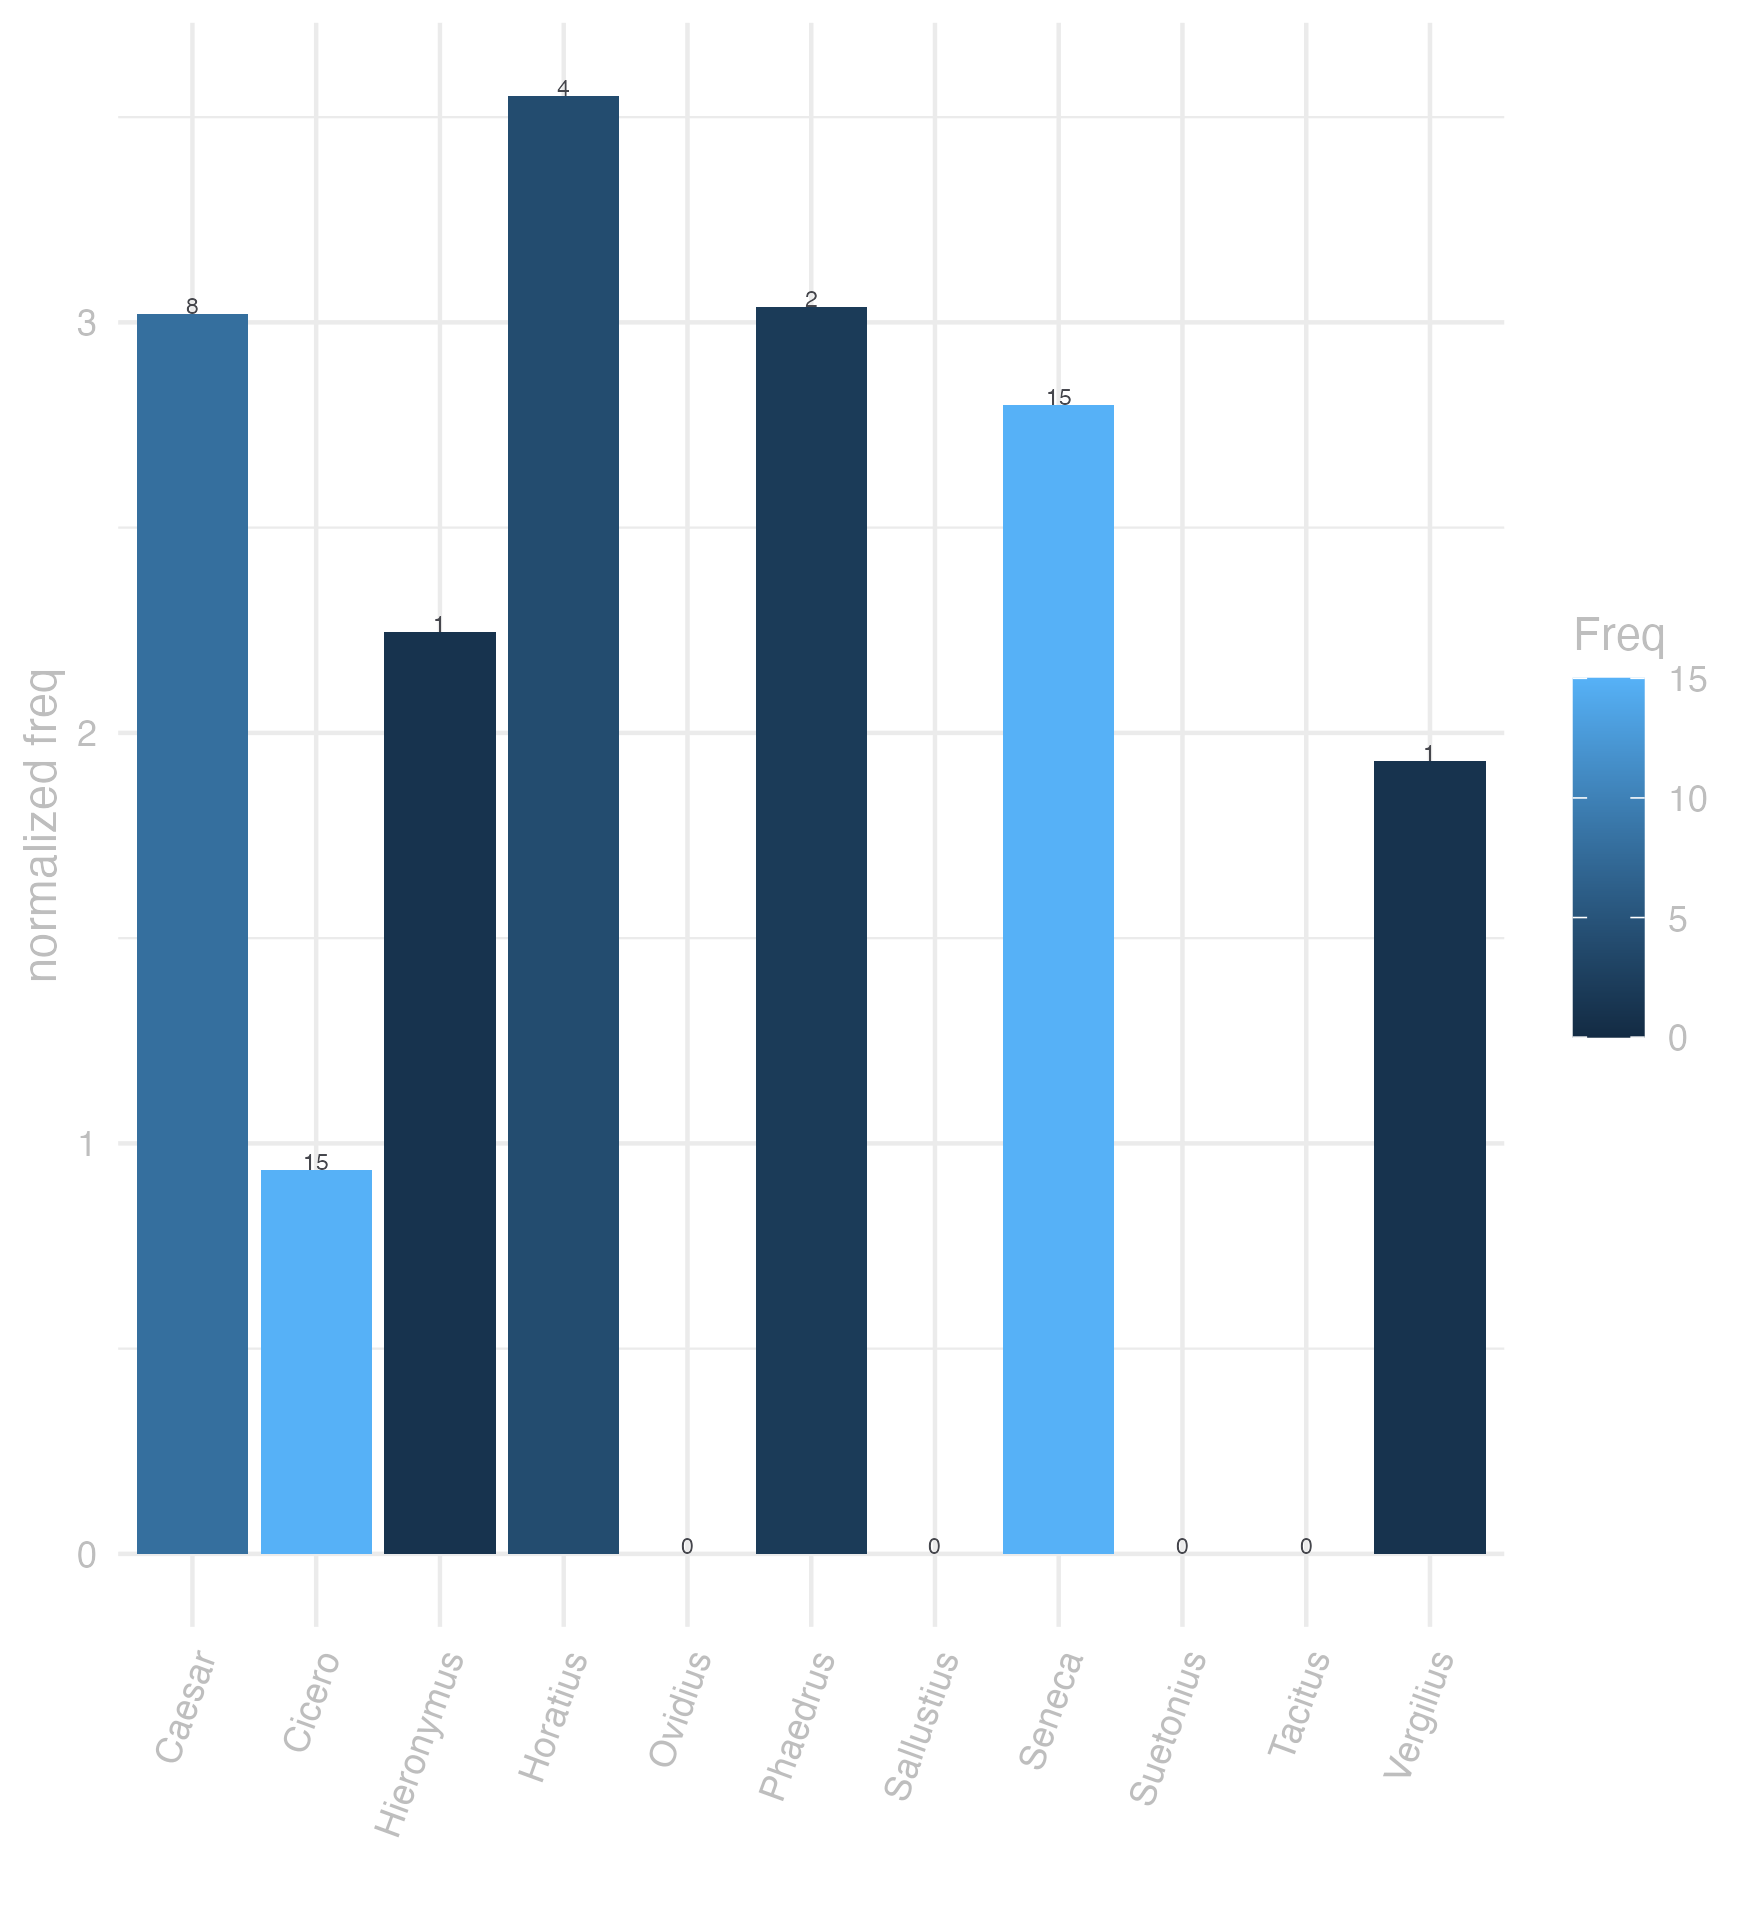 4
8
2
15
1
1
15
0
0
0
0
3
2
1
0
normalized freq
Caesar
Cicero
Hieronymus
Horatius
Ovidius
Phaedrus
Sallustius
Seneca
Suetonius
Tacitus
Vergilius
Freq
15
10
5
0